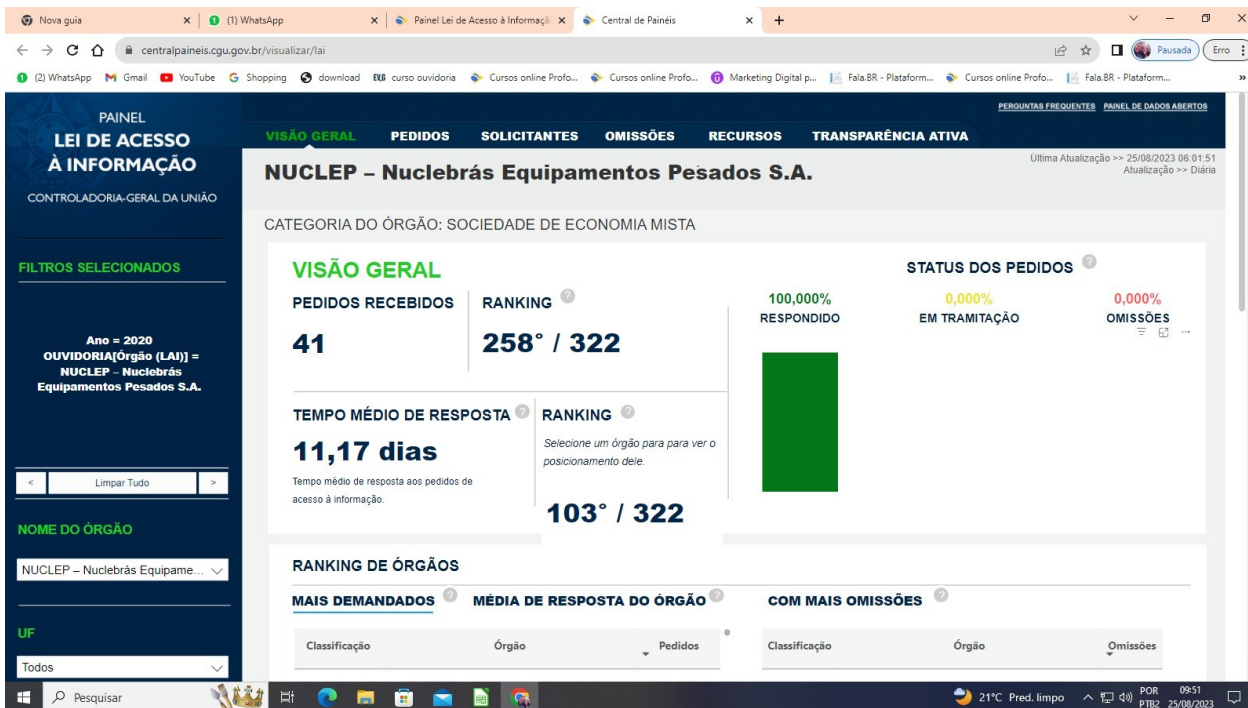 Nova guia
(1) WhatsApp
Painel Lei de Acesso à Informaçã
Central de Painéis
centralpaineis.cgu.gov.br/visualizar/lai
Pausada
Erro
(2) WhatsApp
Gmail
YouTube
Shopping
download
curso ouvidoria
Cursos online Profo...
Cursos online Profo...
Marketing Digital p...
Fala.BR - Plataform...
Cursos online Profo...
Fala.BR - Plataform...
»
PAINEL
LEI DE ACESSO
À INFORMAÇÃO
CONTROLADORIA-GERAL DA UNIÃO
PERGUNTAS FREQUENTES PAINEL DE DADOS ABERTOS
VISÃO GERAL PEDIDOS SOLICITANTES OMISSÕES RECURSOS TRANSPARÊNCIA ATIVA
NUCLEP – Nuclebrás Equipamentos Pesados S.A.
Última Atualização >> 25/08/2023 06:01:51
Atualização >> Diária
CATEGORIA DO ÓRGÃO: SOCIEDADE DE ECONOMIA MISTA
FILTROS SELECIONADOS
Ano = 2020
OUVIDORIA[Órgão (LAI)] =
NUCLEP – Nuclebrás
Equipamentos Pesados S.A.
< Limpar Tudo >
NOME DO ÓRGÃO
NUCLEP – Nuclebrás Equipame...
UF
Todos
VISÃO GERAL
PEDIDOS RECEBIDOS
41
RANKING ?
258° / 322
TEMPO MÉDIO DE RESPOSTA ?
11,17 dias
Tempo médio de resposta aos pedidos de
acesso à informação.
RANKING ?
Selecione um órgão para para ver o
posicionamento dele.
103° / 322
STATUS DOS PEDIDOS ?
100,000%
RESPONDIDO
0,000%
EM TRAMITAÇÃO
0,000%
OMISSÕES
RANKING DE ÓRGÃOS
MAIS DEMANDADOS ? MÉDIA DE RESPOSTA DO ÓRGÃO ?
COM MAIS OMISSÕES ?
Classificação Órgão Pedidos
Classificação Órgão Omissões
Pesquisar
21°C Pred. limpo
POR
PTB2
09:51
25/08/2023